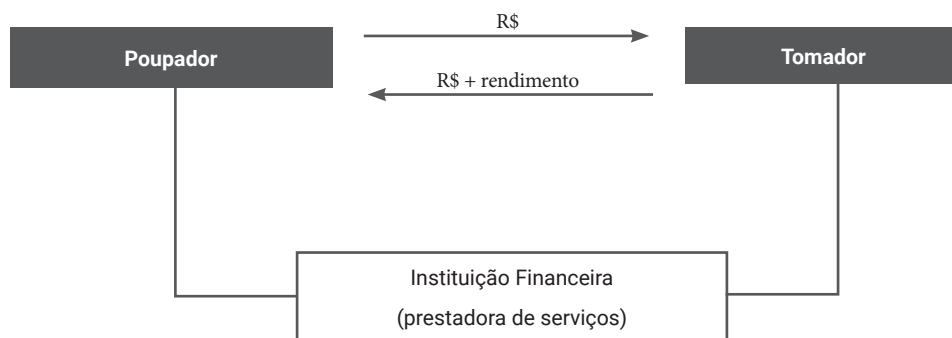 R$
Poupador
Tomador
R$ + rendimento
Instituição Financeira
(prestadora de serviços)